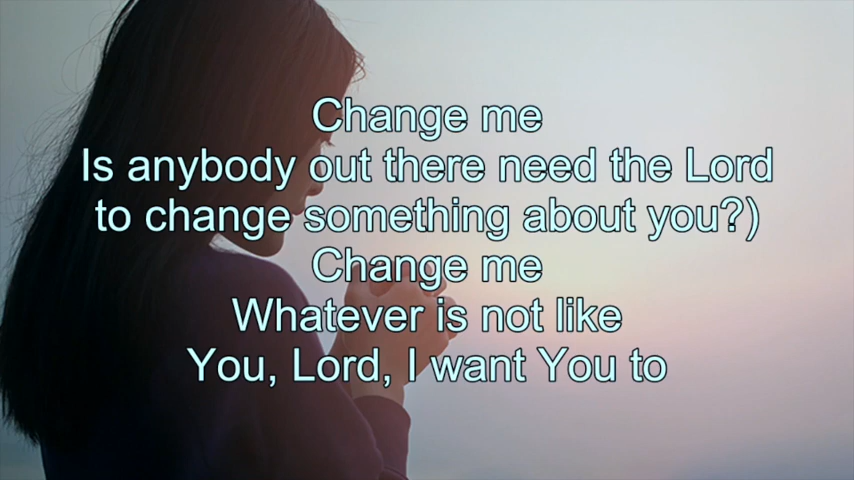 Change me
Is anybody out there need the Lord
to change something about you?)
Change me
Whatever is not like
You, Lord, I want You to